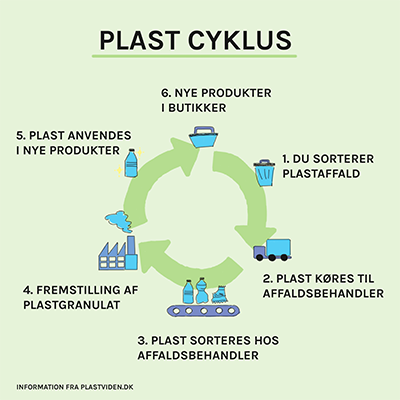 PLAST CYKLUS
6. NYE PRODUKTER
I BUTIKKER
1. DU SORTERER
PLASTAFFALD
2. PLAST KØRES TIL
AFFALDSBEHANDLER
3. PLAST SORTERES HOS
AFFALDSBEHANDLER
4. FREMSTILLING AF
PLASTGRANULAT
5. PLAST ANVENDES
I NYE PRODUKTER
INFORMATION FRA PLASTVIDEN.DK